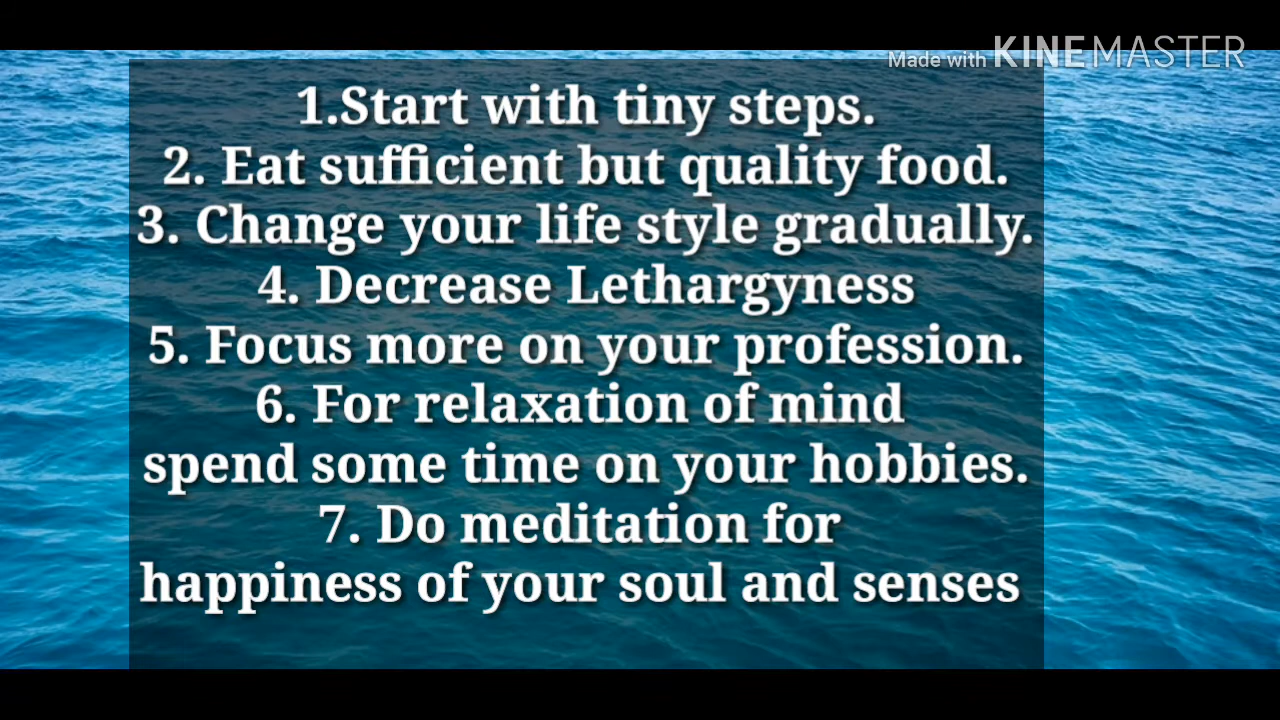 Made with KINEMASTER
1.Start with tiny steps.
2. Eat sufficient but quality food.
3. Change your life style gradually.
4. Decrease Lethargyness
5. Focus more on your profession.
6. For relaxation of mind
spend some time on your hobbies.
7. Do meditation for
happiness of your soul and senses